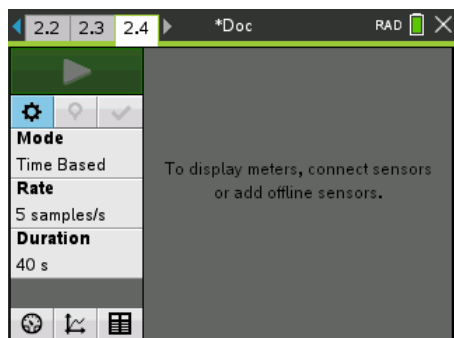 2.2 2.3 2.4 *Doc RAD
Mode
Time Based
Rate
5 samples/s
Duration
40 s
To display meters, connect sensors
or add offline sensors.